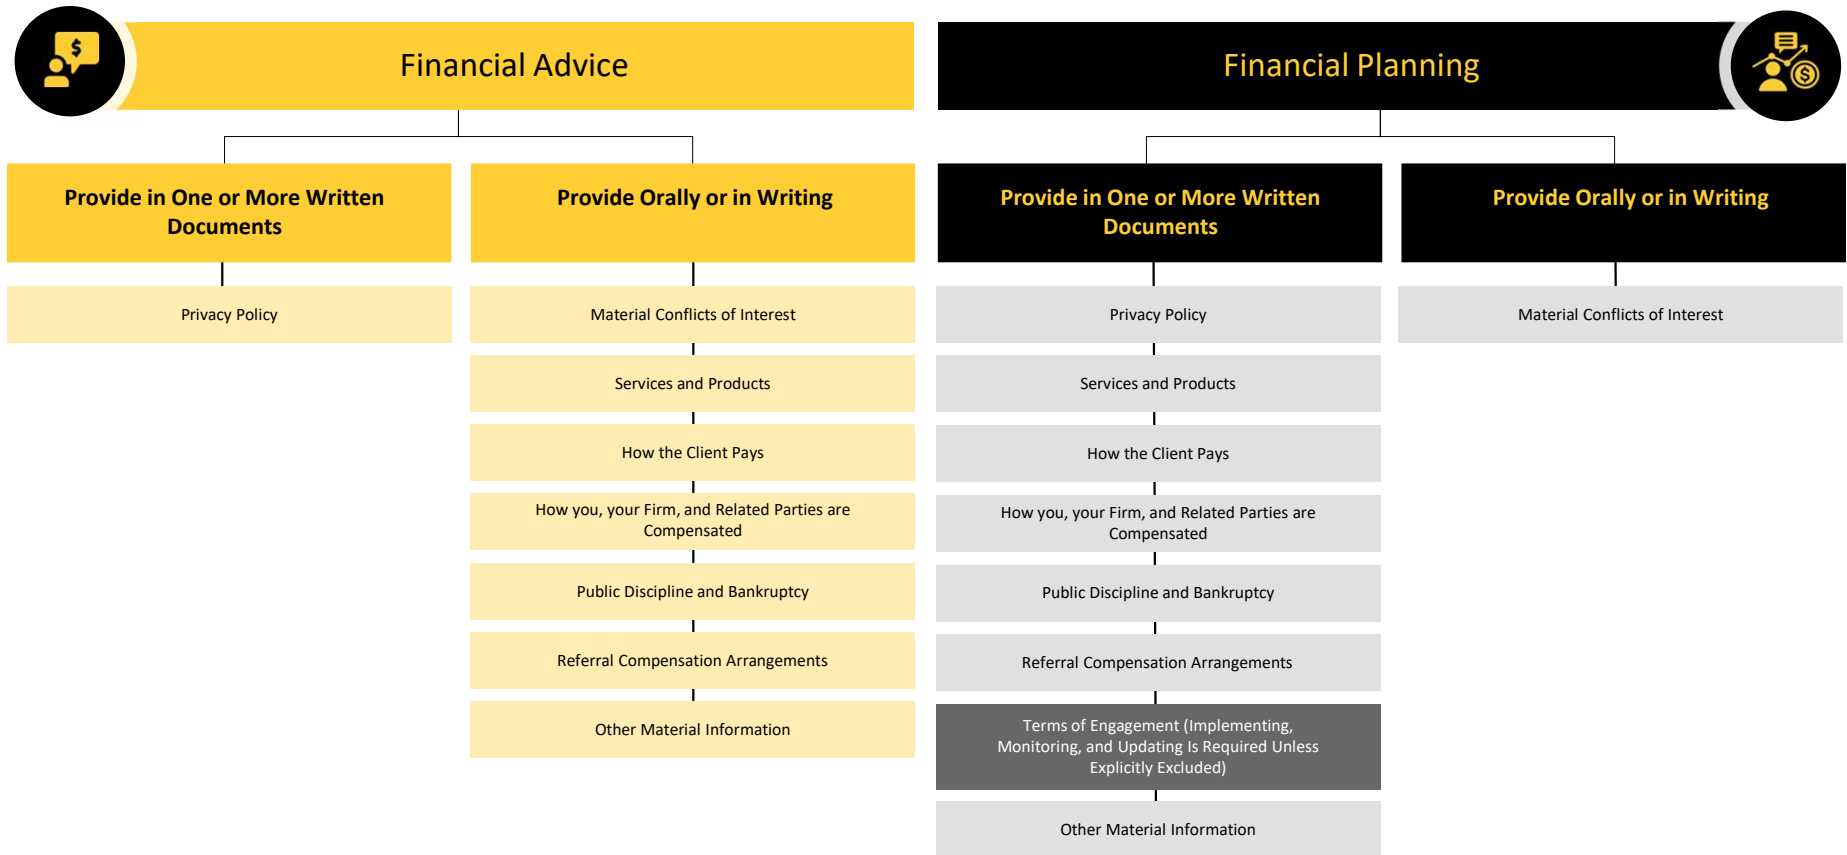 $
Financial Advice
Provide in One or More Written
Documents
Privacy Policy
Provide Orally or in Writing
Material Conflicts of Interest
Services and Products
How the Client Pays
How you, your Firm, and Related Parties are
Compensated
Public Discipline and Bankruptcy
Referral Compensation Arrangements
Other Material Information
Financial Planning
$
Provide in One or More Written
Documents
Privacy Policy
Services and Products
How the Client Pays
How you, your Firm, and Related Parties are
Compensated
Public Discipline and Bankruptcy
Referral Compensation Arrangements
Terms of Engagement (Implementing,
Monitoring, and Updating Is Required Unless
Explicitly Excluded)
Other Material Information
Provide Orally or in Writing
Material Conflicts of Interest